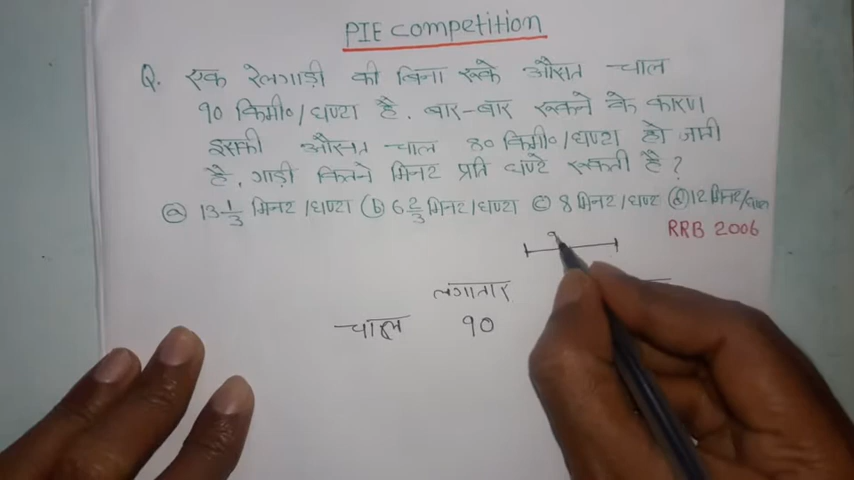 PIE competition
Q. एक रेलगाड़ी की बिना रूके औसत चाल
90 किमी०/घण्टा है. बार-बार रूकने के कारण
इसकी औसत चाल 80 किमी०/घण्टा हो जाती
है. गाड़ी कितने मिनट प्रति घण्टे रूकती है?
(a) 13 1/3 मिनट/घण्टा (b) 6 2/3 मिनट/घण्टा (c) 8 मिनट/घण्टा (d) 12 मिनट/घण्टा
RRB 2006
लगातार
चाल 90